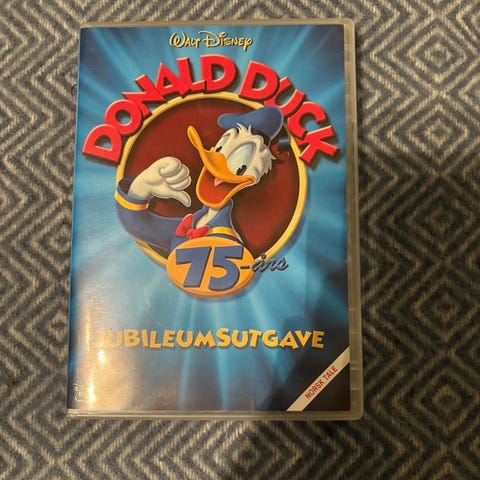 Walt Disney
DONALD DUCK
75-års
JUBILEUMSUTGAVE
NORSK TALE